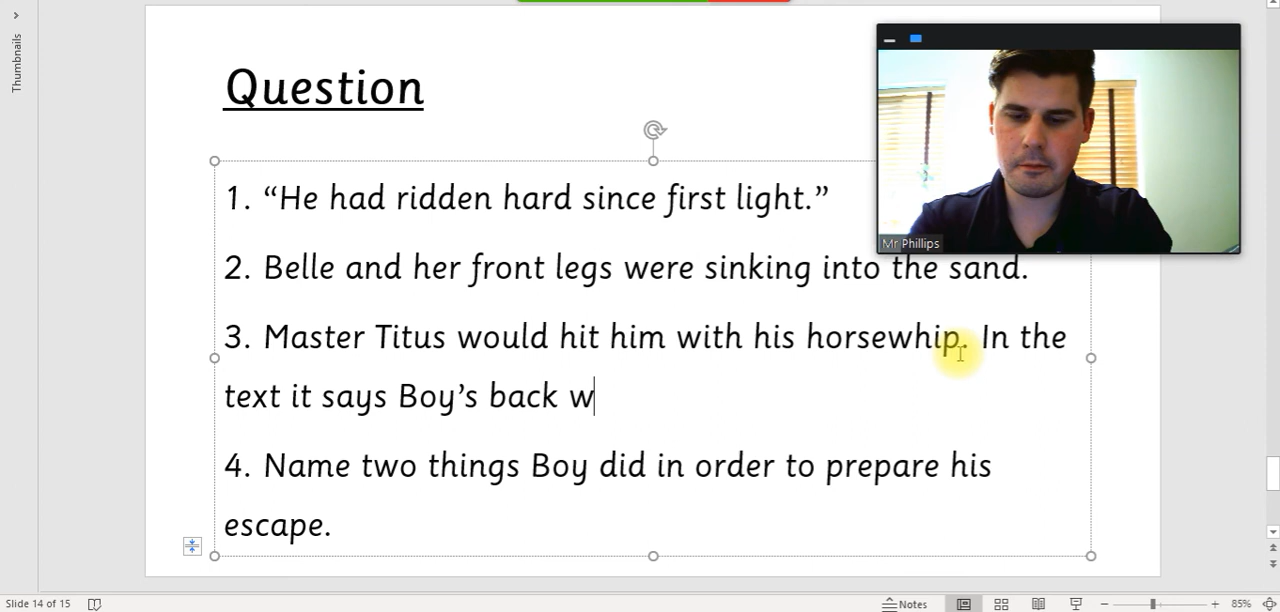 Thumbnails
Question
1. “He had ridden hard since first light.”
Mr Phillips
2. Belle and her front legs were sinking into the sand.
3. Master Titus would hit him with his horsewhip. In the
text it says Boy’s back w
4. Name two things Boy did in order to prepare his
escape.
Slide 14 of 15
Notes
85%